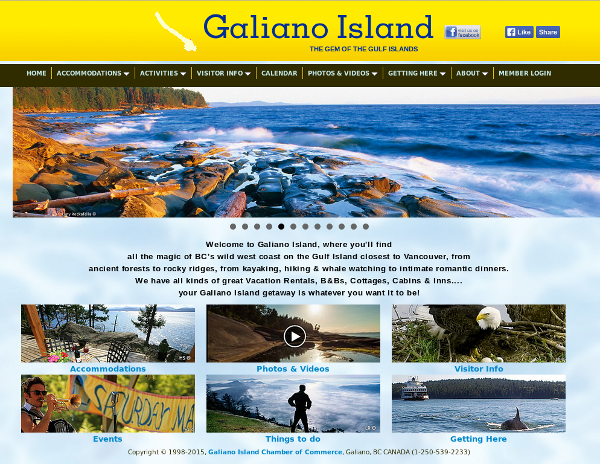 Galiano Island
THE GEM OF THE GULF ISLANDS
Find us on facebook
Like Share
HOME ACCOMMODATIONS ACTIVITIES VISITOR INFO CALENDAR PHOTOS & VIDEOS GETTING HERE ABOUT MEMBER LOGIN
Welcome to Galiano Island, where you'll find
all the magic of BC's wild west coast on the Gulf Island closest to Vancouver, from
ancient forests to rocky ridges, from kayaking, hiking & whale watching to intimate romantic dinners.
We have all kinds of great Vacation Rentals, B&Bs, Cottages, Cabins & Inns....
your Galiano Island getaway is whatever you want it to be!
Accommodations Photos & Videos Visitor Info
SATURDAY MA
Events Things to do Getting Here
Copyright © 1998-2015, Galiano Island Chamber of Commerce, Galiano, BC CANADA (1-250-539-2233)